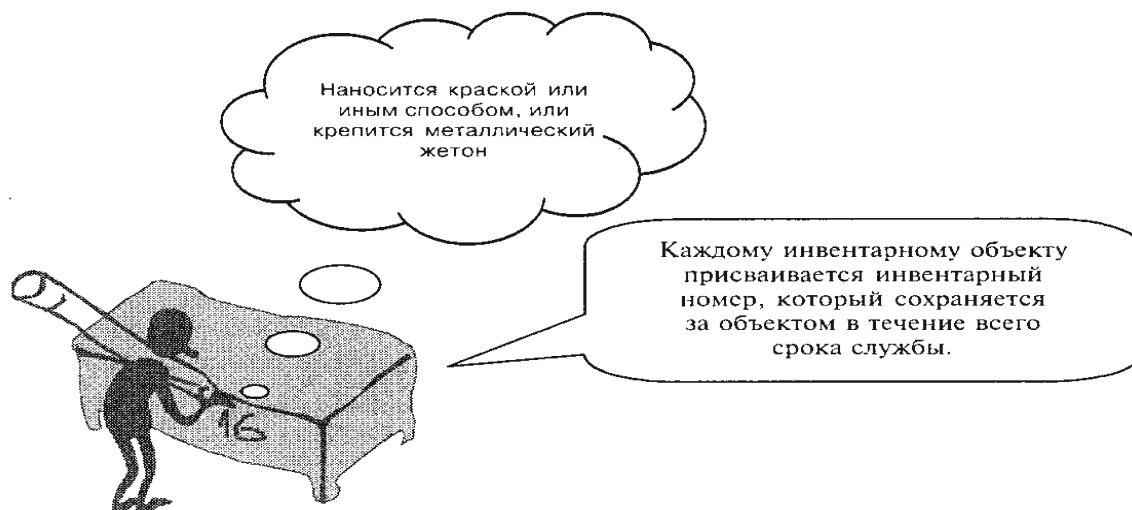 Наносится краской или
иным способом, или
крепится металлический
жетон
Каждому инвентарному объекту
присваивается инвентарный
номер, который сохраняется
за объектом в течение всего
срока службы.
16